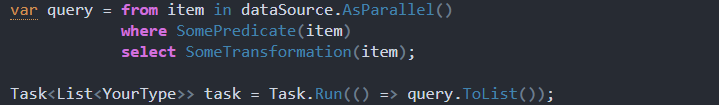 var query = from item in dataSource.AsParallel()
            where SomePredicate(item)
            select SomeTransformation(item);

Task<List<YourType>> task = Task.Run(() => query.ToList());